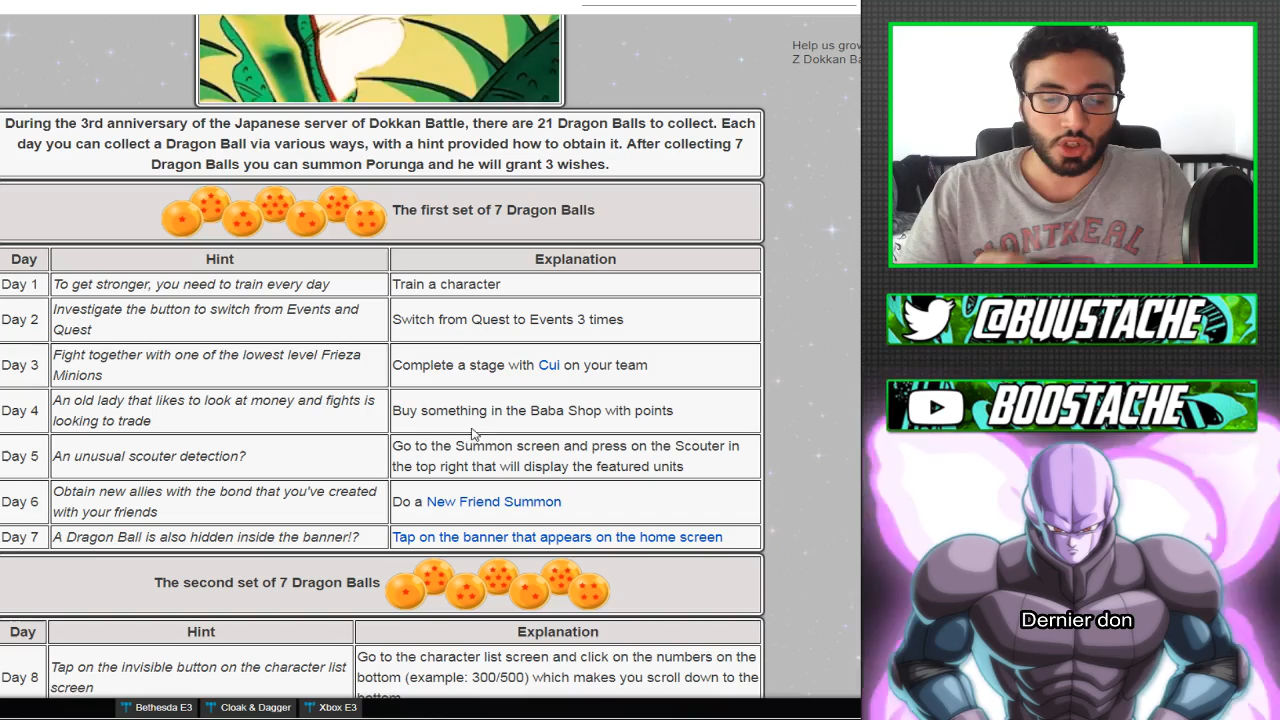 Help us grow
Z Dokkan Ba
During the 3rd anniversary of the Japanese server of Dokkan Battle, there are 21 Dragon Balls to collect. Each
day you can collect a Dragon Ball via various ways, with a hint provided how to obtain it. After collecting 7
Dragon Balls you can summon Porunga and he will grant 3 wishes.
The first set of 7 Dragon Balls
Day Hint Explanation
Day 1 To get stronger, you need to train every day Train a character
Day 2 Investigate the button to switch from Events and
Quest
Switch from Quest to Events 3 times
Day 3 Fight together with one of the lowest level Frieza
Minions
Complete a stage with Cui on your team
Day 4 An old lady that likes to look at money and fights is
looking to trade
Buy something in the Baba Shop with points
Day 5 An unusual scouter detection?
Go to the Summon screen and press on the Scouter in
the top right that will display the featured units
Day 6 Obtain new allies with the bond that you've created
with your friends
Do a New Friend Summon
Day 7 A Dragon Ball is also hidden inside the banner!? Tap on the banner that appears on the home screen
The second set of 7 Dragon Balls
Day Hint Explanation
Day 8 Tap on the invisible button on the character list
screen
Go to the character list screen and click on the numbers on the
bottom (example: 300/500) which makes you scroll down to the
bottom
Bethesda E3 Cloak & Dagger Xbox E3
MONTREAL
@BUUSTACHE
BOOSTACHE
Dernier don